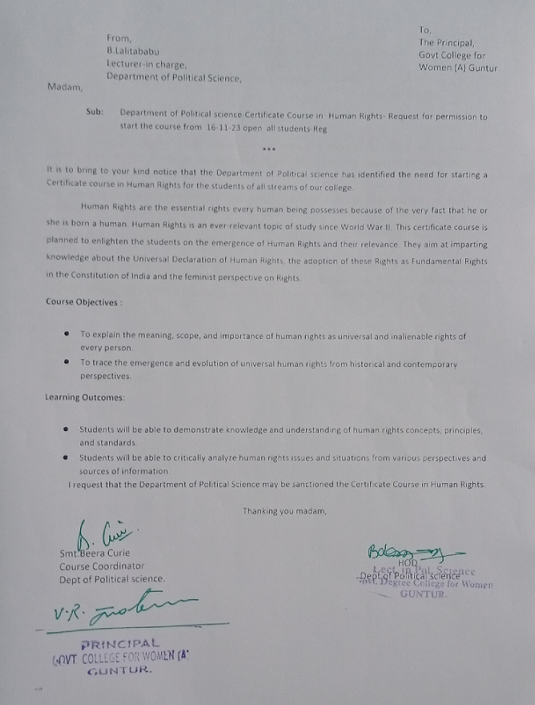 From,
B.Lalitababu
Lecturer-in charge,
Department of Political Science,
To,
The Principal,
Govt College for
Women (A) Guntur
Madam,
Sub: Department of Political science-Certificate Course in Human Rights- Request for permission to
start the course from 16-11-23 open all students-Reg
***
It is to bring to your kind notice that the Department of Political science has identified the need for starting a
Certificate course in Human Rights for the students of all streams of our college.
Human Rights are the essential rights every human being possesses because of the very fact that he or
she is born a human. Human Rights is an ever-relevant topic of study since World War II. This certificate course is
planned to enlighten the students on the emergence of Human Rights and their relevance. They aim at imparting
knowledge about the Universal Declaration of Human Rights, the adoption of these Rights as Fundamental Rights
in the Constitution of India and the feminist perspective on Rights.
Course Objectives :
• To explain the meaning, scope, and importance of human rights as universal and inalienable rights of
every person.
• To trace the emergence and evolution of universal human rights from historical and contemporary
perspectives.
Learning Outcomes:
• Students will be able to demonstrate knowledge and understanding of human rights concepts, principles,
and standards.
• Students will be able to critically analyze human rights issues and situations from various perspectives and
sources of information
I request that the Department of Political Science may be sanctioned the Certificate Course in Human Rights.
Thanking you madam,
Smt.Beera Curie
Course Coordinator
Dept of Political science.
HOD
Lect. in Pol. Science
Dept of Political science
Degree College for Women
GUNTUR.
V.R.
PRINCIPAL
GOVT COLLEGE FOR WOMEN (A)
GUNTUR.